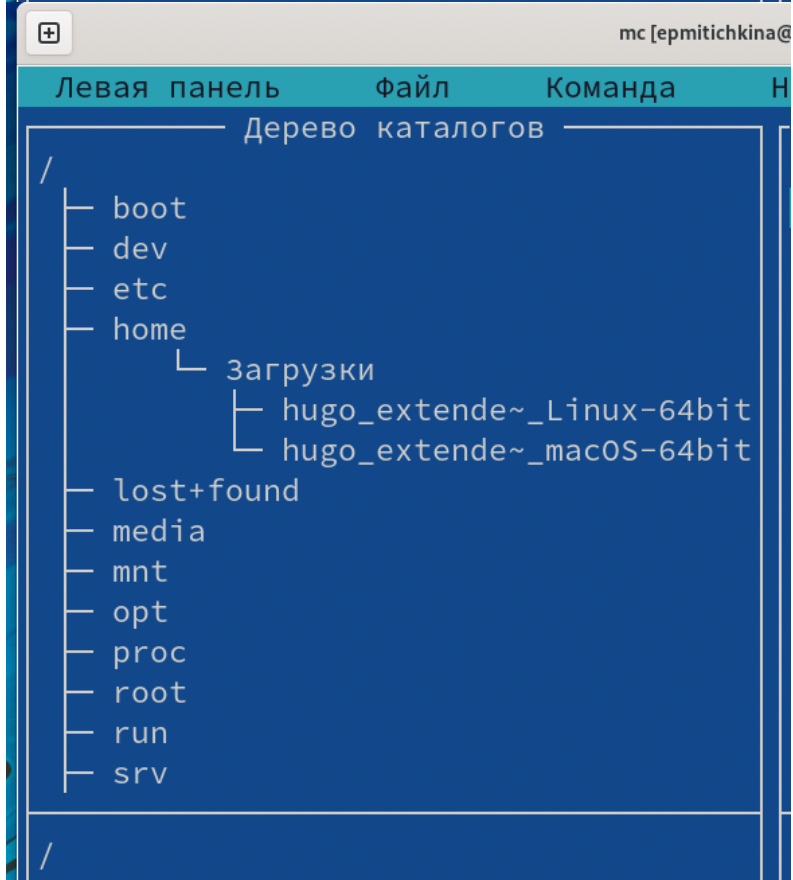 mc [epmitichkina@
Левая панель Файл Команда Н
Дерево каталогов
/
boot
dev
etc
home
Загрузки
hugo_extende~_Linux-64bit
hugo_extende~_macOS-64bit
lost+found
media
mnt
opt
proc
root
run
srv
/